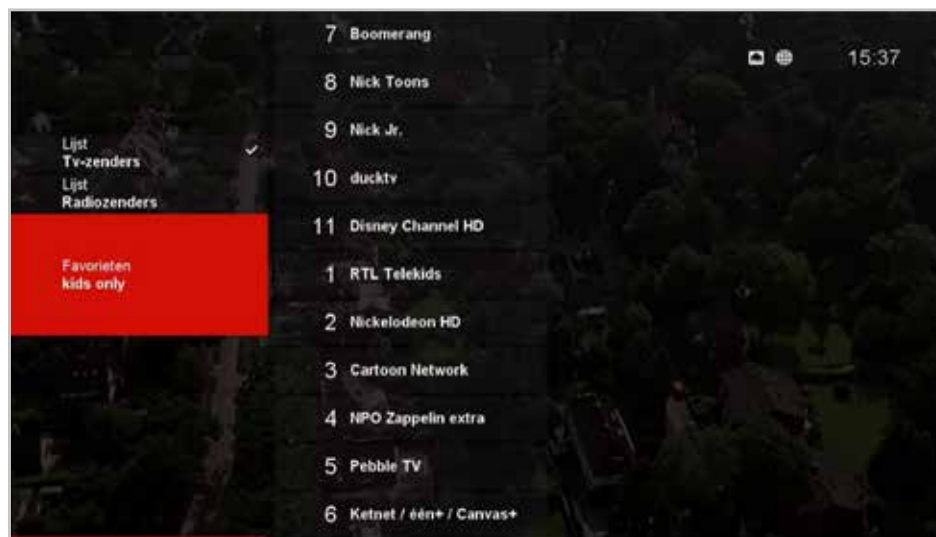 15:37
Lijst
Tv-zenders
Lijst
Radiozenders
Favorieten
kids only
7 Boomerang
8 Nick Toons
9 Nick Jr.
10 ducktv
11 Disney Channel HD
1 RTL Telekids
2 Nickelodeon HD
3 Cartoon Network
4 NPO Zappelin extra
5 Pebble TV
6 Ketnet / één+ / Canvas+